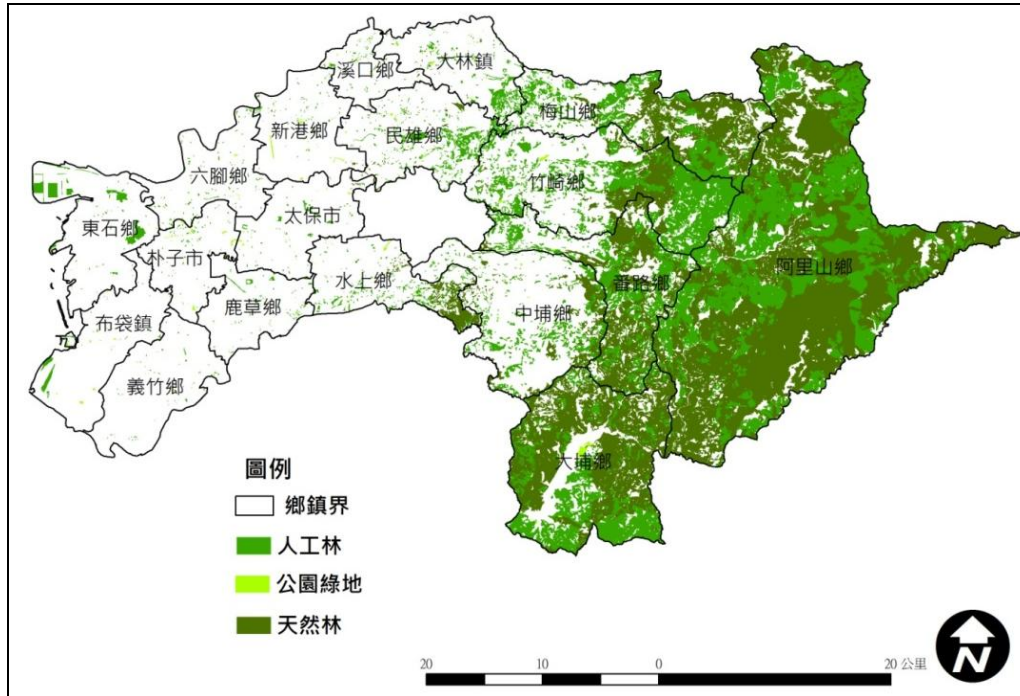 大林鎮
溪口鄉
梅山鄉
新港鄉
民雄鄉
六腳鄉
竹崎鄉
太保市
東石鄉
朴子市
阿里山鄉
水上鄉
番路鄉
鹿草鄉
中埔鄉
布袋鎮
義竹鄉
大埔鄉
圖例
鄉鎮界
人工林
公園綠地
天然林
N
20 10 0 20 公里